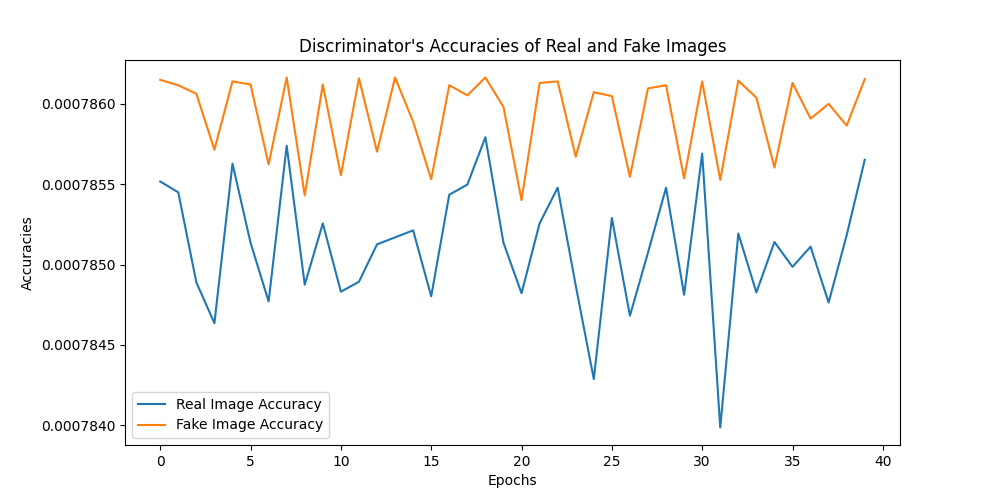 Discriminator's Accuracies of Real and Fake Images
0.0007860
0.0007855
0.0007850
0.0007845
0.0007840
Accuracies
Real Image Accuracy
Fake Image Accuracy
0 5 10 15 20 25 30 35 40
Epochs